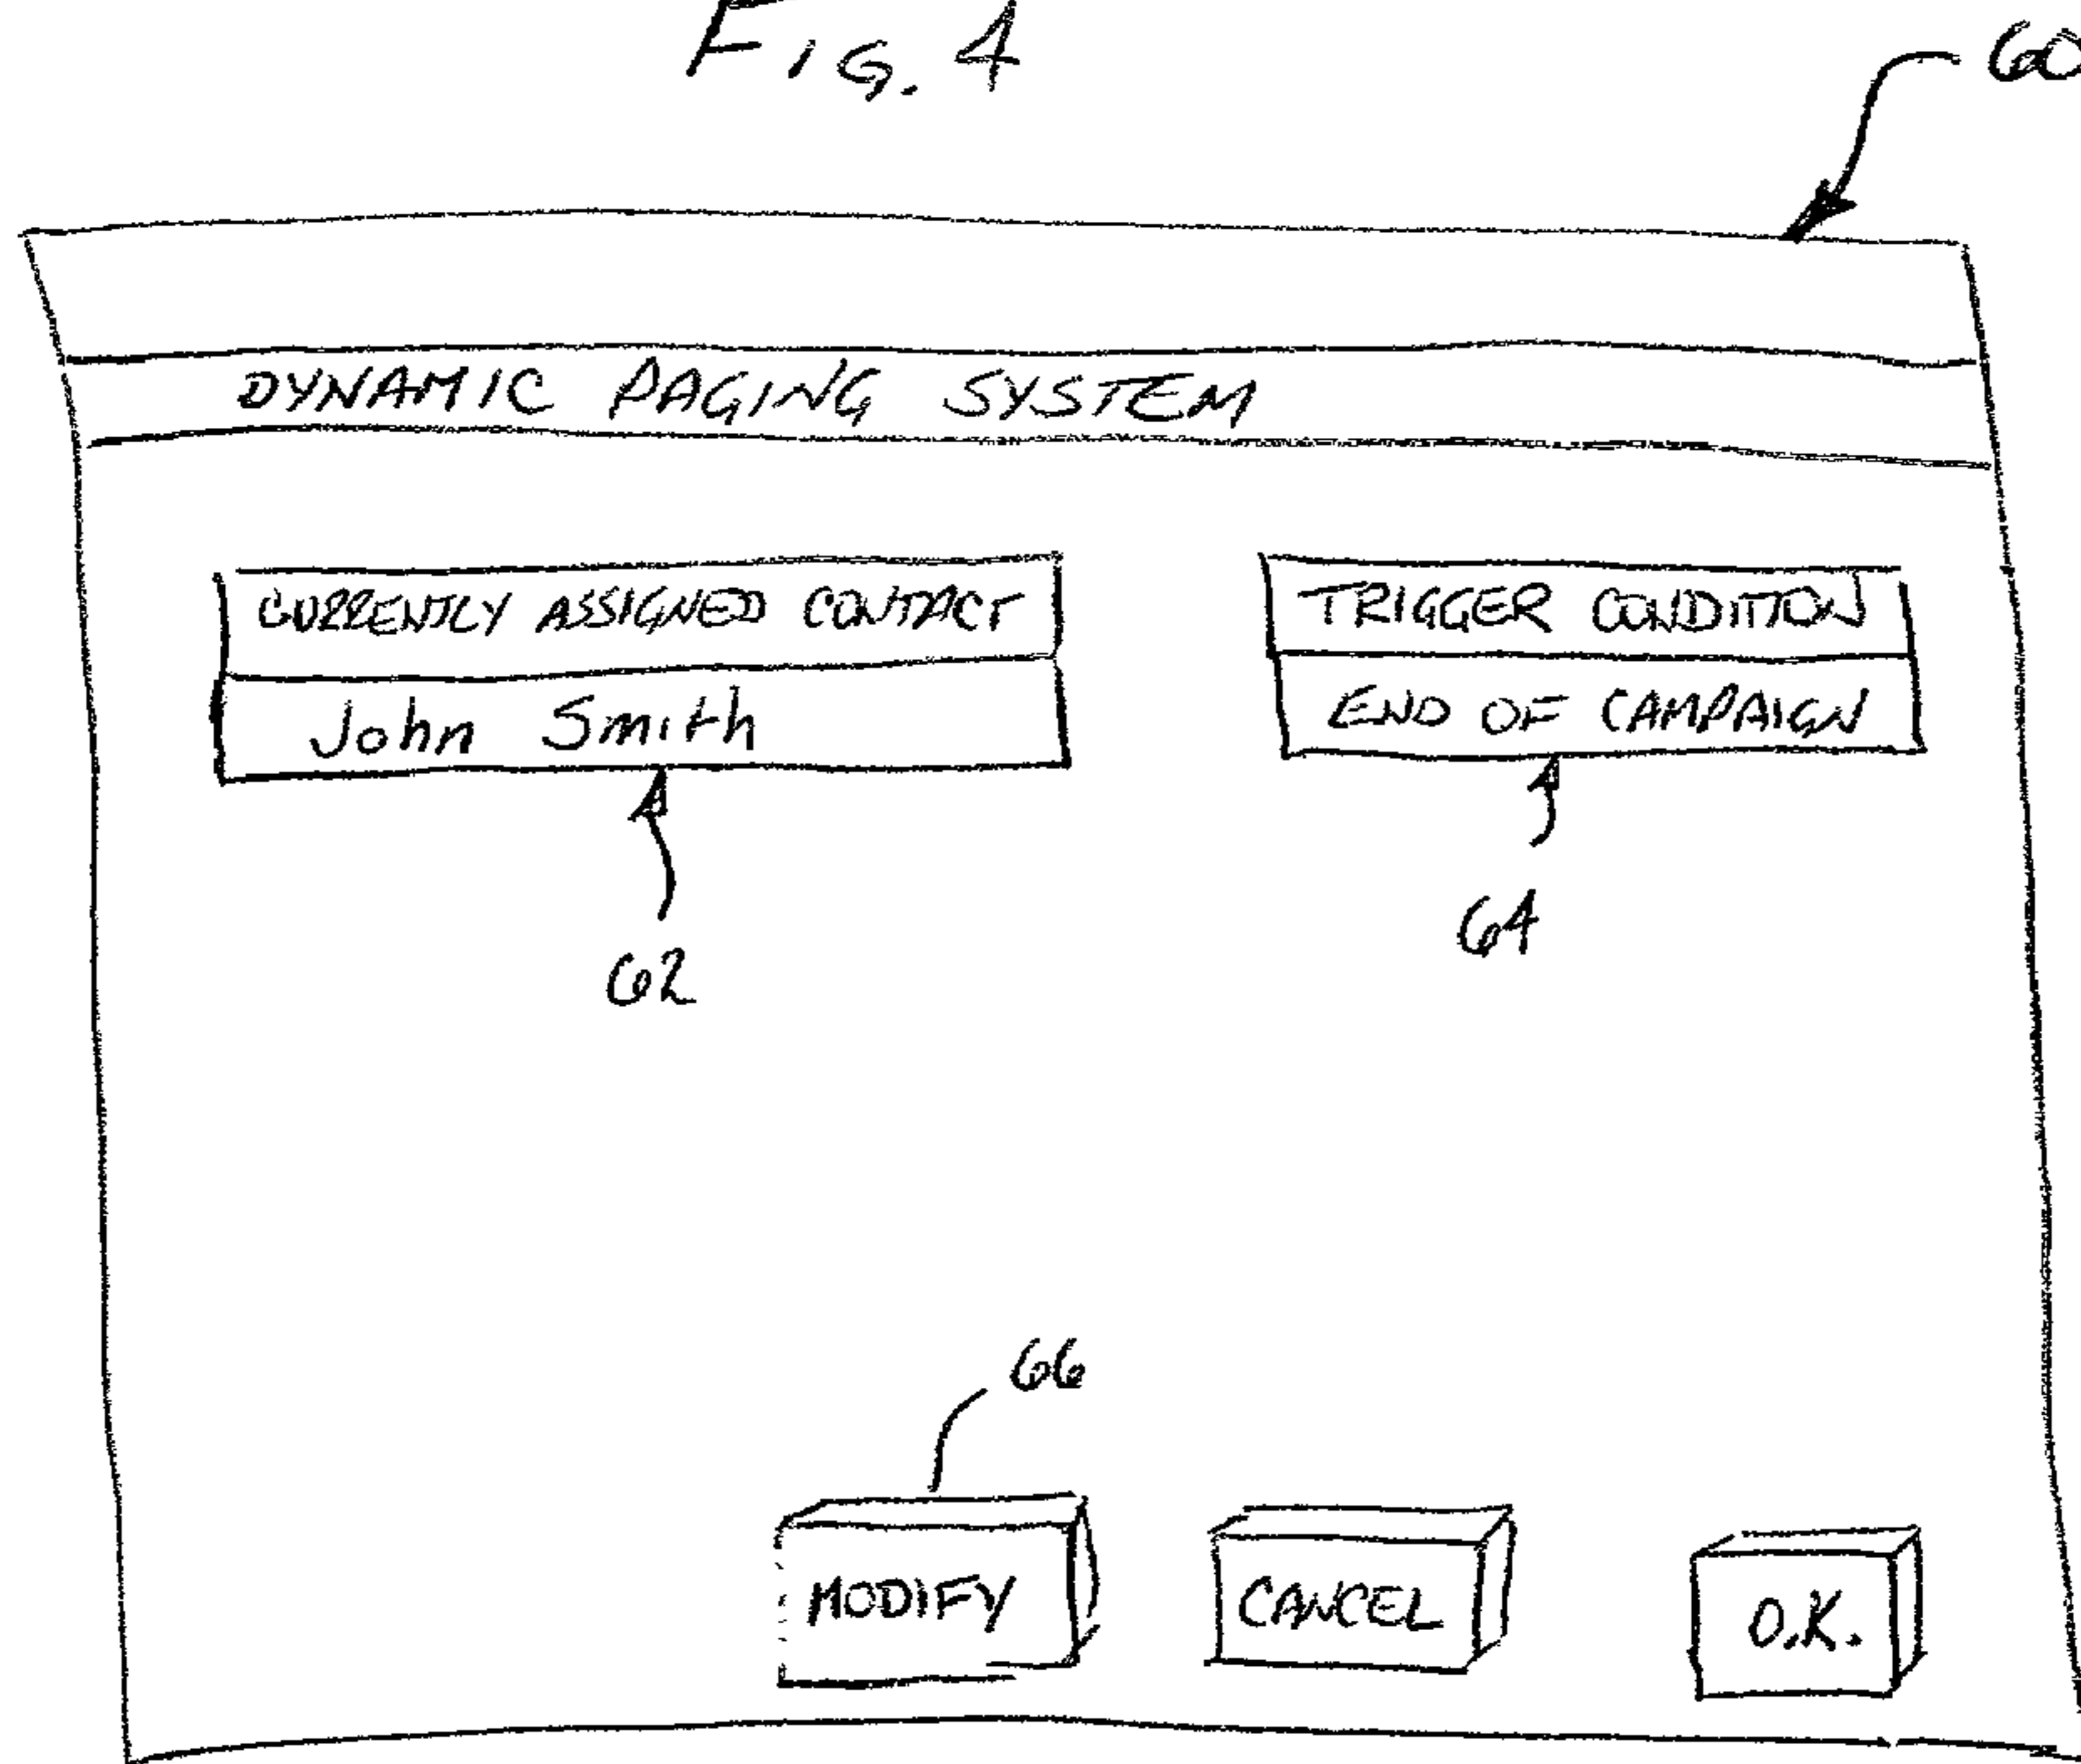 FIG. 4
60
DYNAMIC PAGING SYSTEM
CURRENTLY ASSIGNED CONTACT
John Smith
TRIGGER CONDITION
END OF CAMPAIGN
62
64
66
MODIFY
CANCEL
O.K.